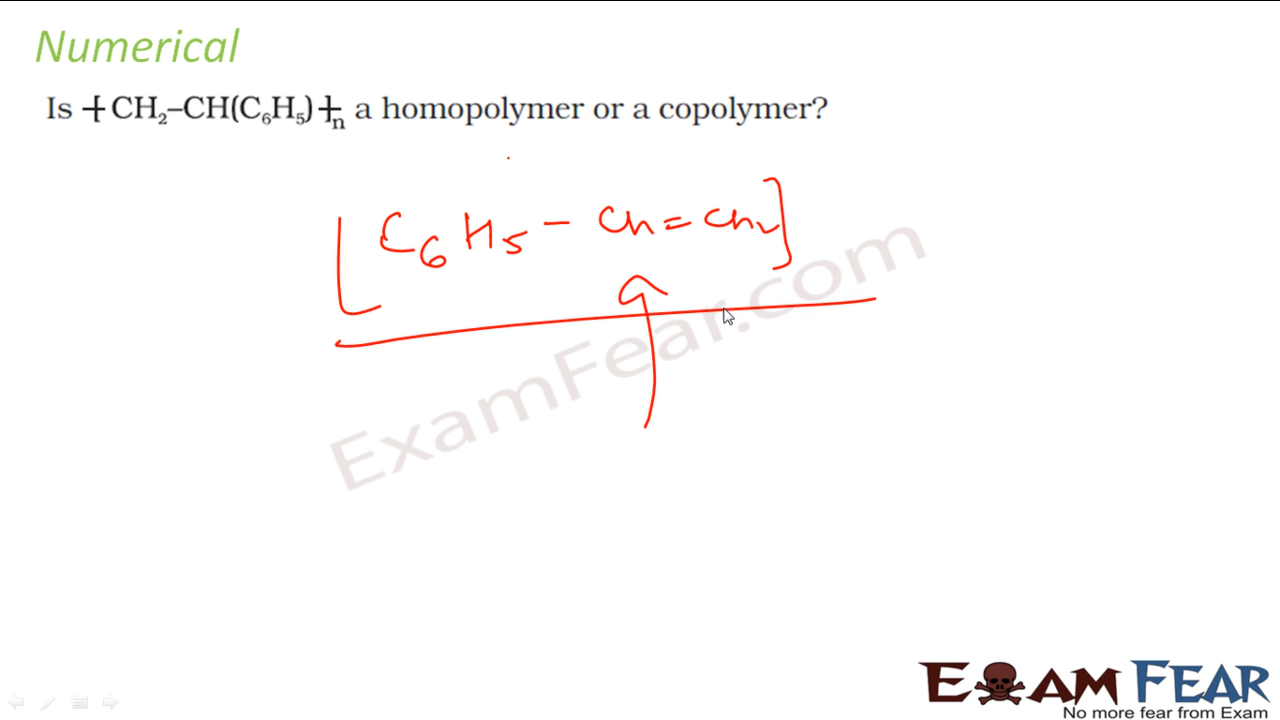 Numerical
Is ⁅CH₂–CH(C₆H₅)⁆ₙ a homopolymer or a copolymer?
[C₆H₅ – Ch = Ch₂]
ExamFear.com
EXAM FEAR
No more fear from Exam